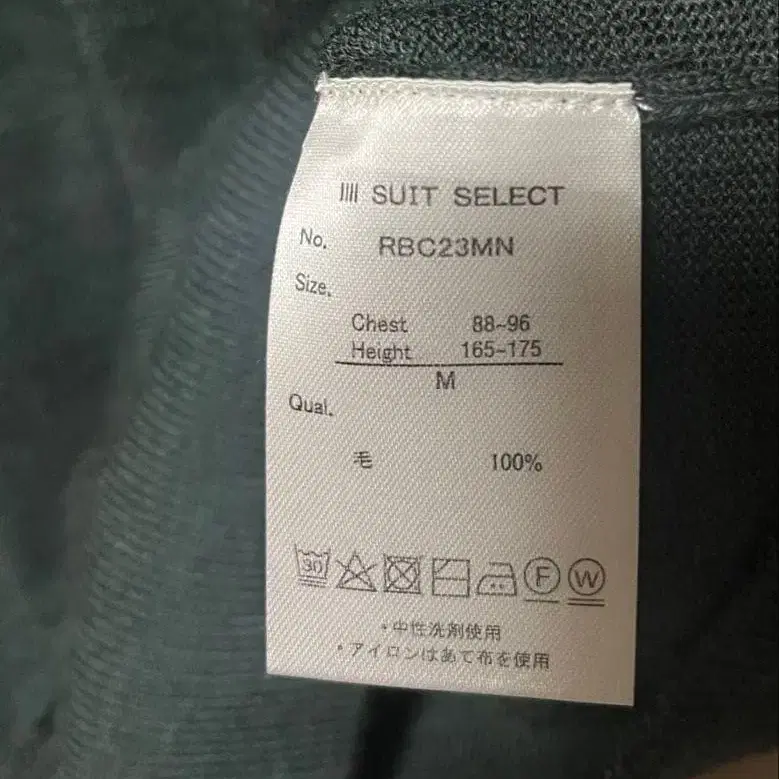 SUIT SELECT
No. RBC23MN
Size.
Chest 88~96
Height 165~175
M
Qual.
毛 100%
30 F W
・中性洗剤使用
・アイロンはあて布を使用